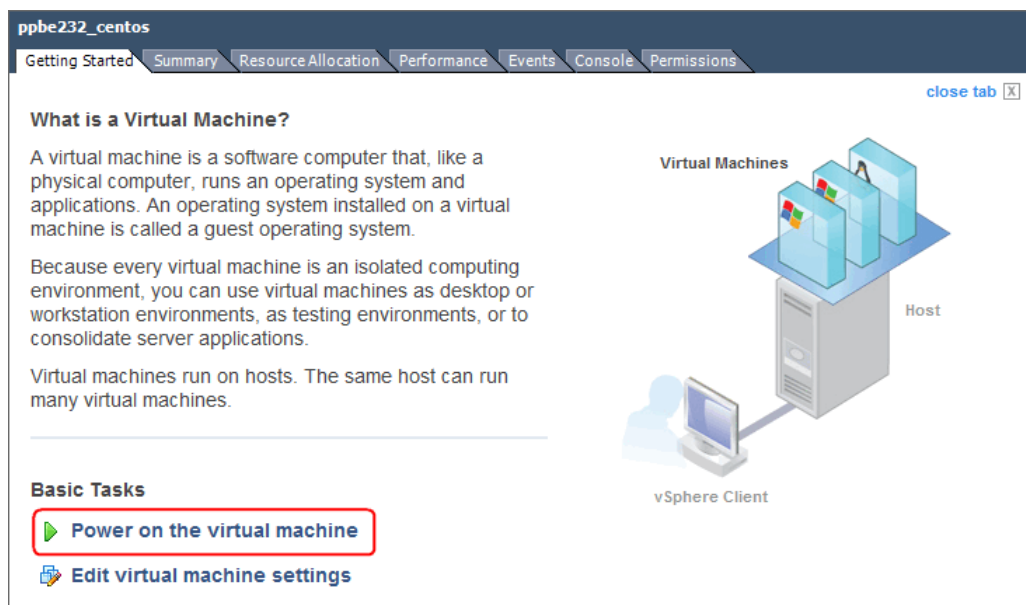 ppbe232_centos
Getting Started Summary Resource Allocation Performance Events Console Permissions
close tab X
What is a Virtual Machine?
A virtual machine is a software computer that, like a
physical computer, runs an operating system and
applications. An operating system installed on a virtual
machine is called a guest operating system.
Because every virtual machine is an isolated computing
environment, you can use virtual machines as desktop or
workstation environments, as testing environments, or to
consolidate server applications.
Virtual machines run on hosts. The same host can run
many virtual machines.
Virtual Machines
Host
vSphere Client
Basic Tasks
Power on the virtual machine
Edit virtual machine settings